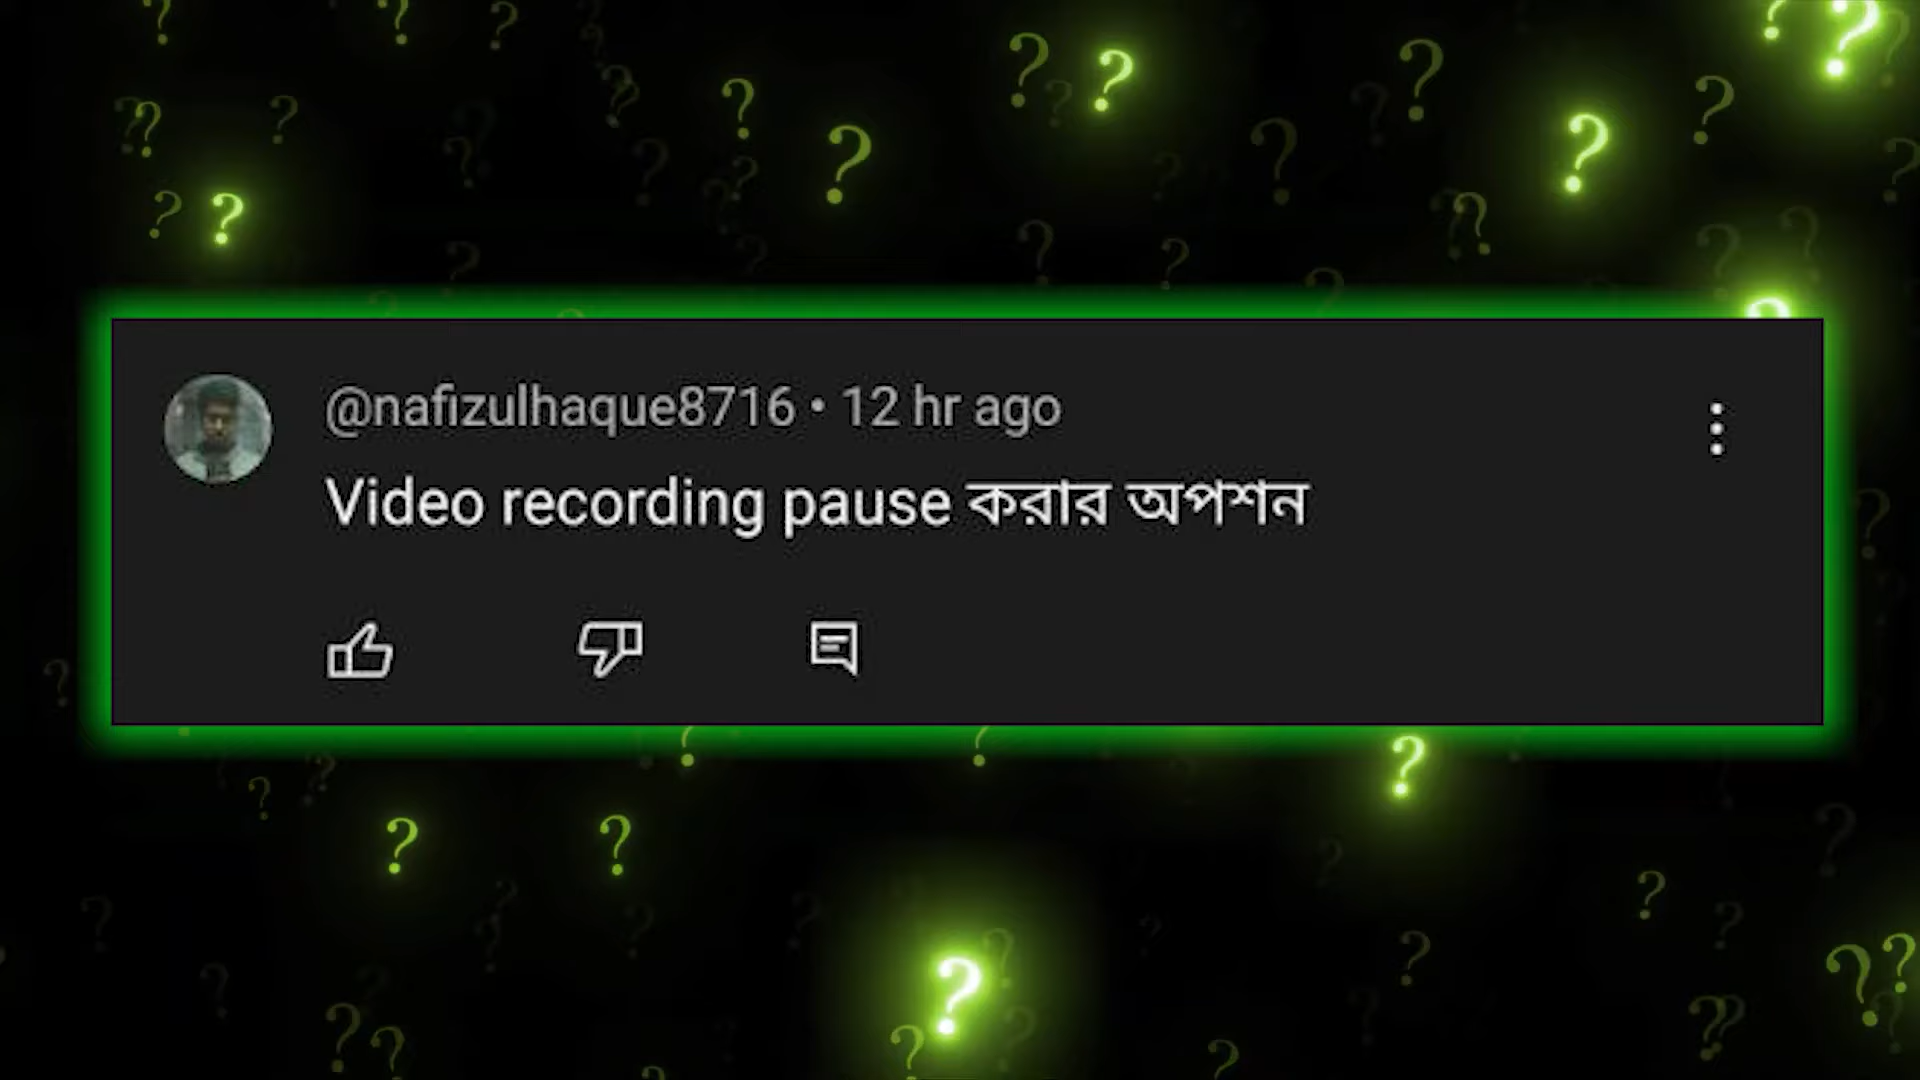 @nafizulhaque8716 • 12 hr ago
Video recording pause করার অপশন